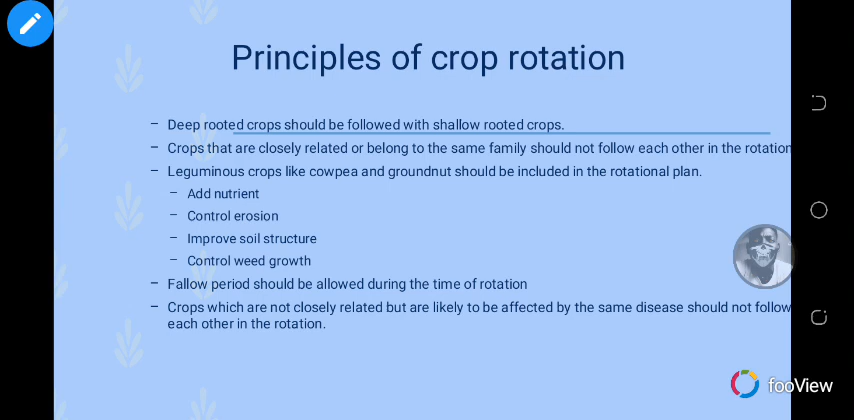 Principles of crop rotation
– Deep rooted crops should be followed with shallow rooted crops.
– Crops that are closely related or belong to the same family should not follow each other in the rotation
– Leguminous crops like cowpea and groundnut should be included in the rotational plan.
– Add nutrient
– Control erosion
– Improve soil structure
– Control weed growth
– Fallow period should be allowed during the time of rotation
– Crops which are not closely related but are likely to be affected by the same disease should not follow
each other in the rotation.
fooView